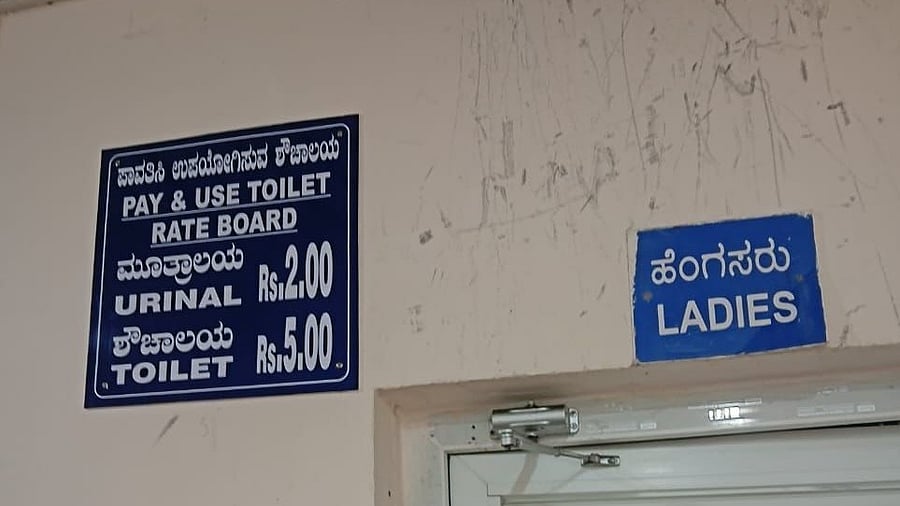 ಪಾವತಿಸಿ ಉಪಯೋಗಿಸುವ ಶೌಚಾಲಯ
PAY & USE TOILET
RATE BOARD
ಮೂತ್ರಾಲಯ
URINAL Rs.2.00
ಶೌಚಾಲಯ
TOILET Rs.5.00
ಹೆಂಗಸರು
LADIES